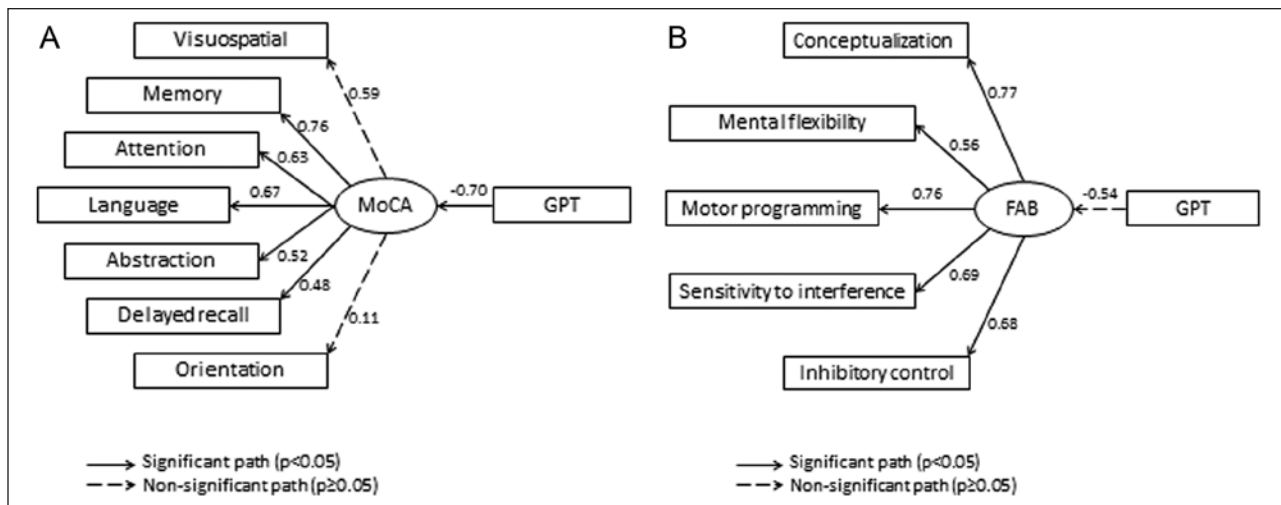 A
Visuospatial
0.59
Memory
0.76
Attention
0.63
Language
0.67
MoCA
-0.70
GPT
Abstraction
0.52
Delayed recall
0.48
Orientation
0.11
Significant path (p<0.05)
Non-significant path (p≥0.05)
B
Conceptualization
0.77
Mental flexibility
0.56
Motor programming
0.76
FAB
-0.54
GPT
Sensitivity to interference
0.69
Inhibitory control
0.68
Significant path (p<0.05)
Non-significant path (p≥0.05)